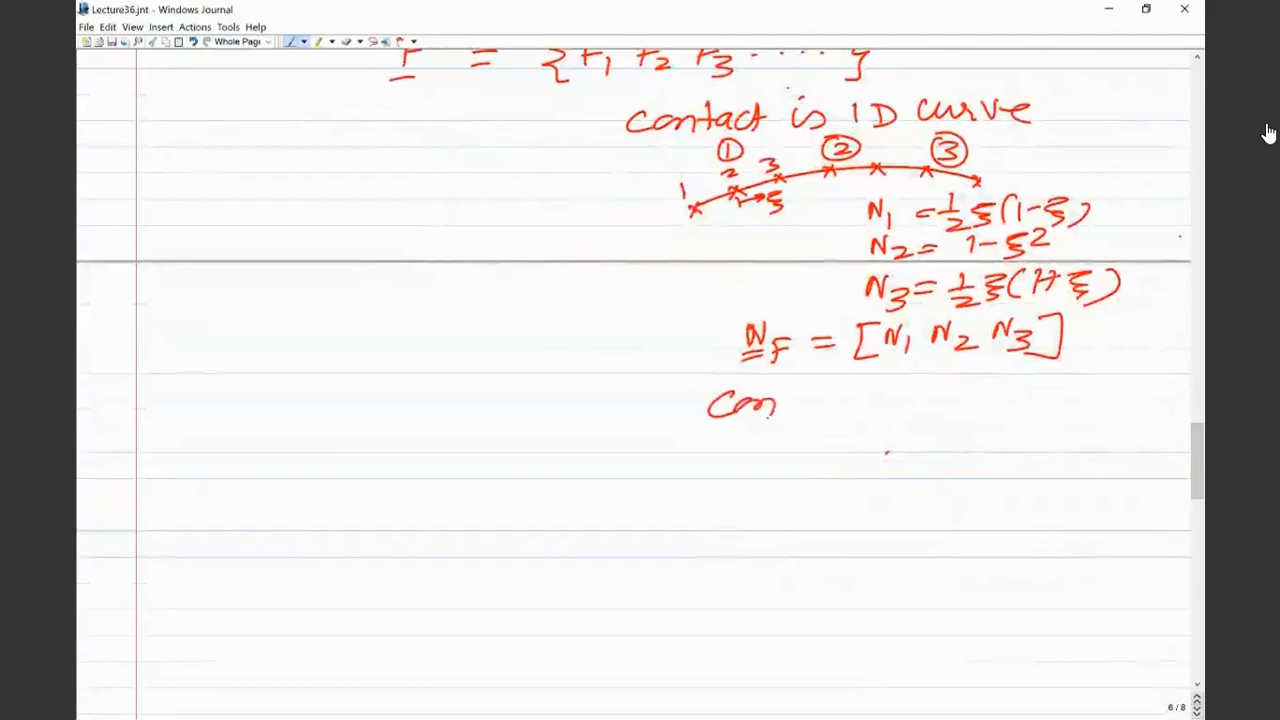 Lecture36.jnt - Windows Journal
File Edit View Insert Actions Tools Help
Whole Page
= {F1 F2 F3 .... }
contact is 1D curve
① ② ③
1 2 3
ξ
N1 = 1/2 ξ(1-ξ)
N2 = 1-ξ2
N3 = 1/2 ξ(1+ξ)
NF = [N1 N2 N3]
Con
6 / 8